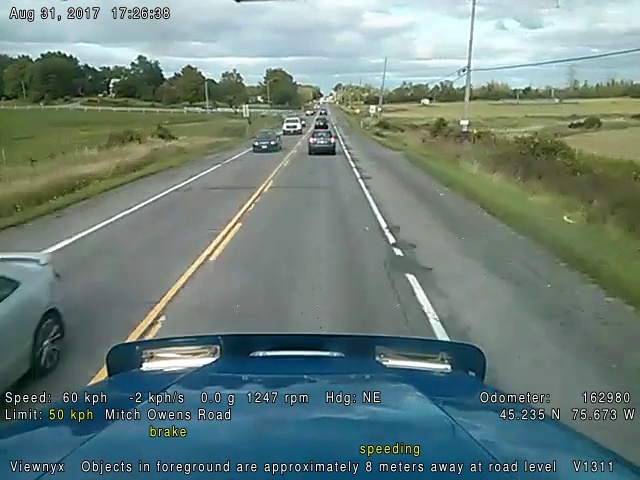 Aug 31, 2017 17:26:38
Speed: 60 kph -2 kph/s 0.0 g 1247 rpm Hdg: NE Odometer: 162980
Limit: 50 kph Mitch Owens Road 45.235 N 75.673 W
brake
speeding
Viewnyx Objects in foreground are approximately 8 meters away at road level V1311